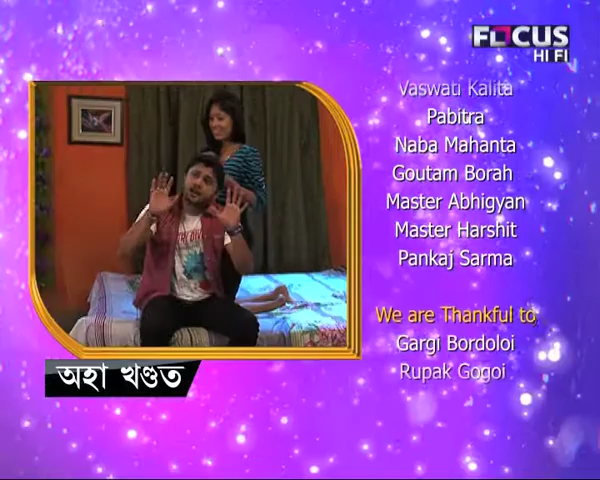 FOCUS
HI FI
Vaswati Kalita
Pabitra
Naba Mahanta
Goutam Borah
Master Abhigyan
Master Harshit
Pankaj Sarma
We are Thankful to,
Gargi Bordoloi
Rupak Gogoi
অহা খণ্ডত